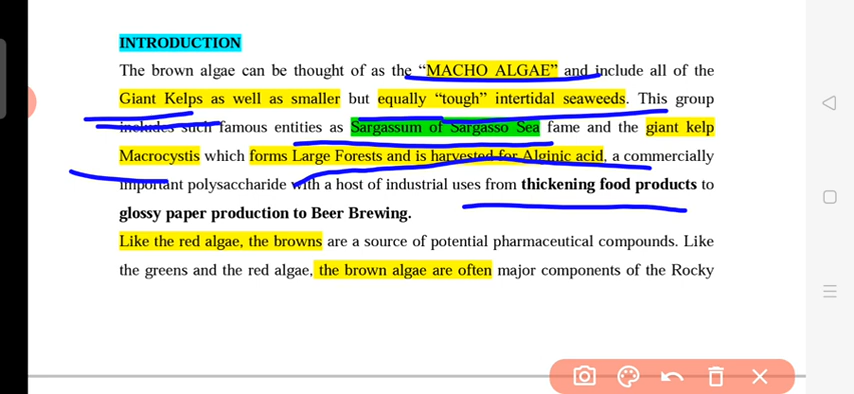 INTRODUCTION
The brown algae can be thought of as the “MACHO ALGAE” and include all of the
Giant Kelps as well as smaller but equally “tough” intertidal seaweeds. This group
includes such famous entities as Sargassum of Sargasso Sea fame and the giant kelp
Macrocystis which forms Large Forests and is harvested for Alginic acid, a commercially
important polysaccharide with a host of industrial uses from thickening food products to
glossy paper production to Beer Brewing.
Like the red algae, the browns are a source of potential pharmaceutical compounds. Like
the greens and the red algae, the brown algae are often major components of the Rocky